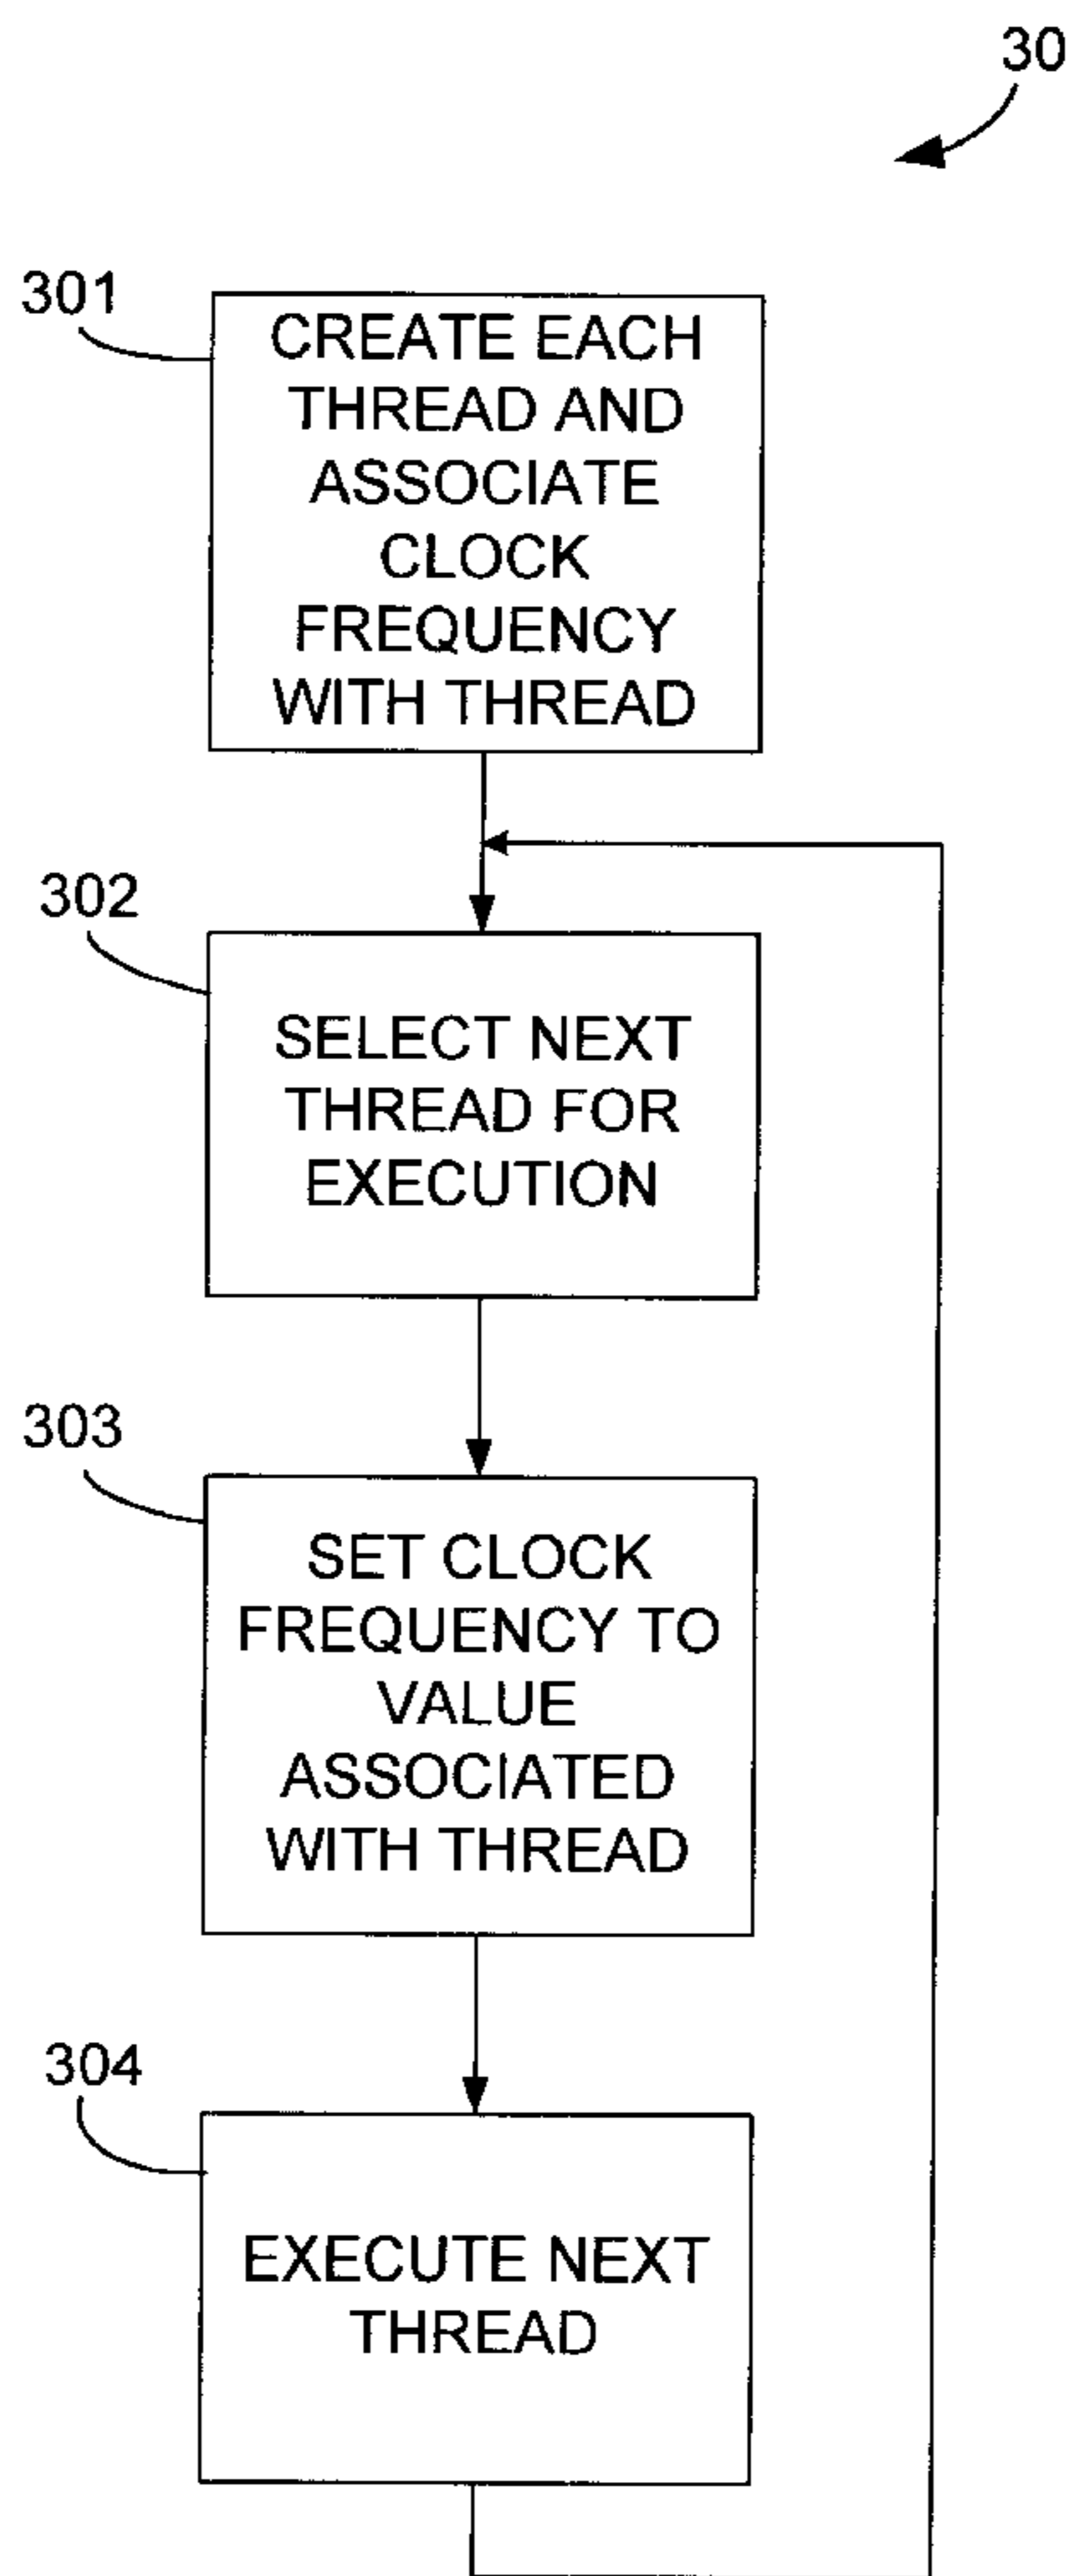 30
301
CREATE EACH
THREAD AND
ASSOCIATE
CLOCK
FREQUENCY
WITH THREAD
302
SELECT NEXT
THREAD FOR
EXECUTION
303
SET CLOCK
FREQUENCY TO
VALUE
ASSOCIATED
WITH THREAD
304
EXECUTE NEXT
THREAD